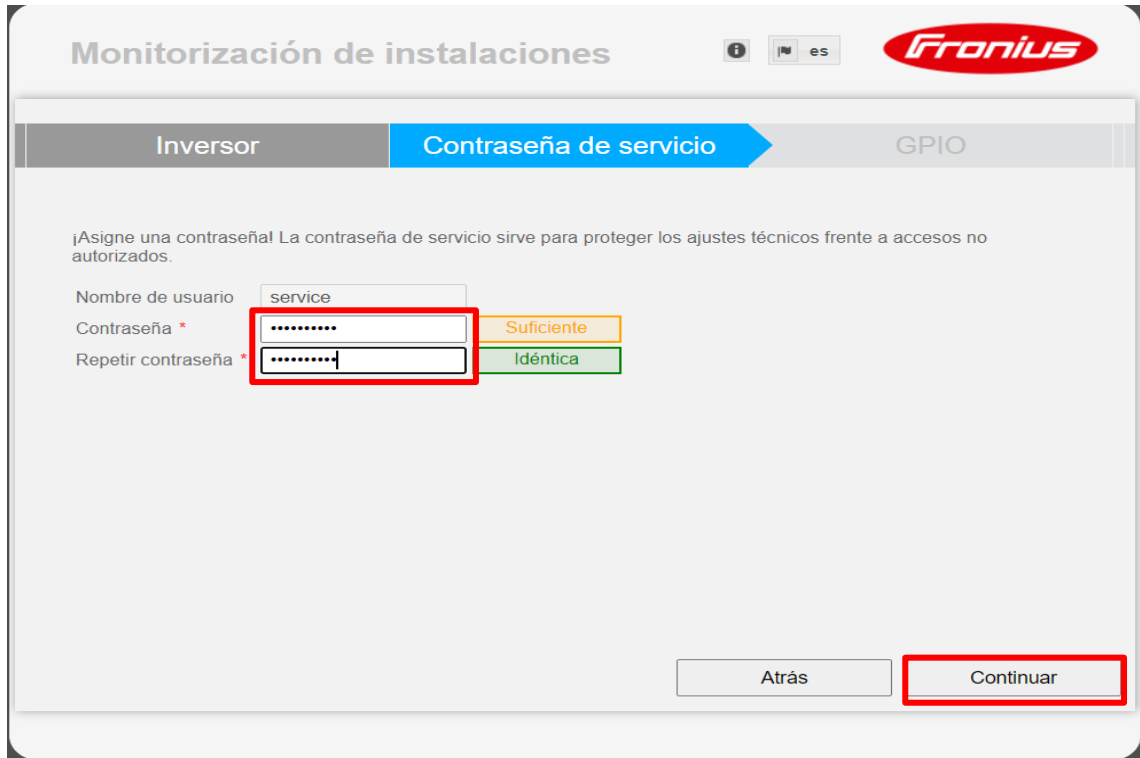 Monitorización de instalaciones
es
Fronius
Inversor
Contraseña de servicio
GPIO
¡Asigne una contraseña! La contraseña de servicio sirve para proteger los ajustes técnicos frente a accesos no
autorizados.
Nombre de usuario service
Contraseña * •••••••••• Suficiente
Repetir contraseña * •••••••••• Idéntica
Atrás
Continuar